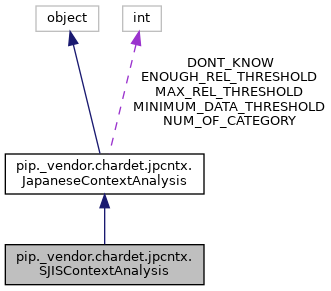 object
int
DONT_KNOW
ENOUGH_REL_THRESHOLD
MAX_REL_THRESHOLD
MINIMUM_DATA_THRESHOLD
NUM_OF_CATEGORY
pip._vendor.chardet.jpcntx.
JapaneseContextAnalysis
pip._vendor.chardet.jpcntx.
SJISContextAnalysis